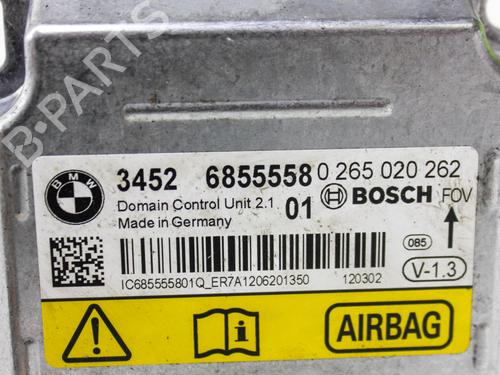 B-PARTS
BMW
3452 6855558 0 265 020 262
Domain Control Unit 2.1 01 BOSCH FOV
Made in Germany
085
V-1.3
IC685555801Q_ER7A1206201350 120302
AIRBAG